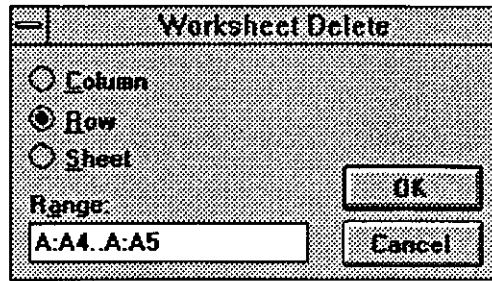 Worksheet Delete
Column
Row
Sheet
Range:
A:A4..A:A5
OK
Cancel